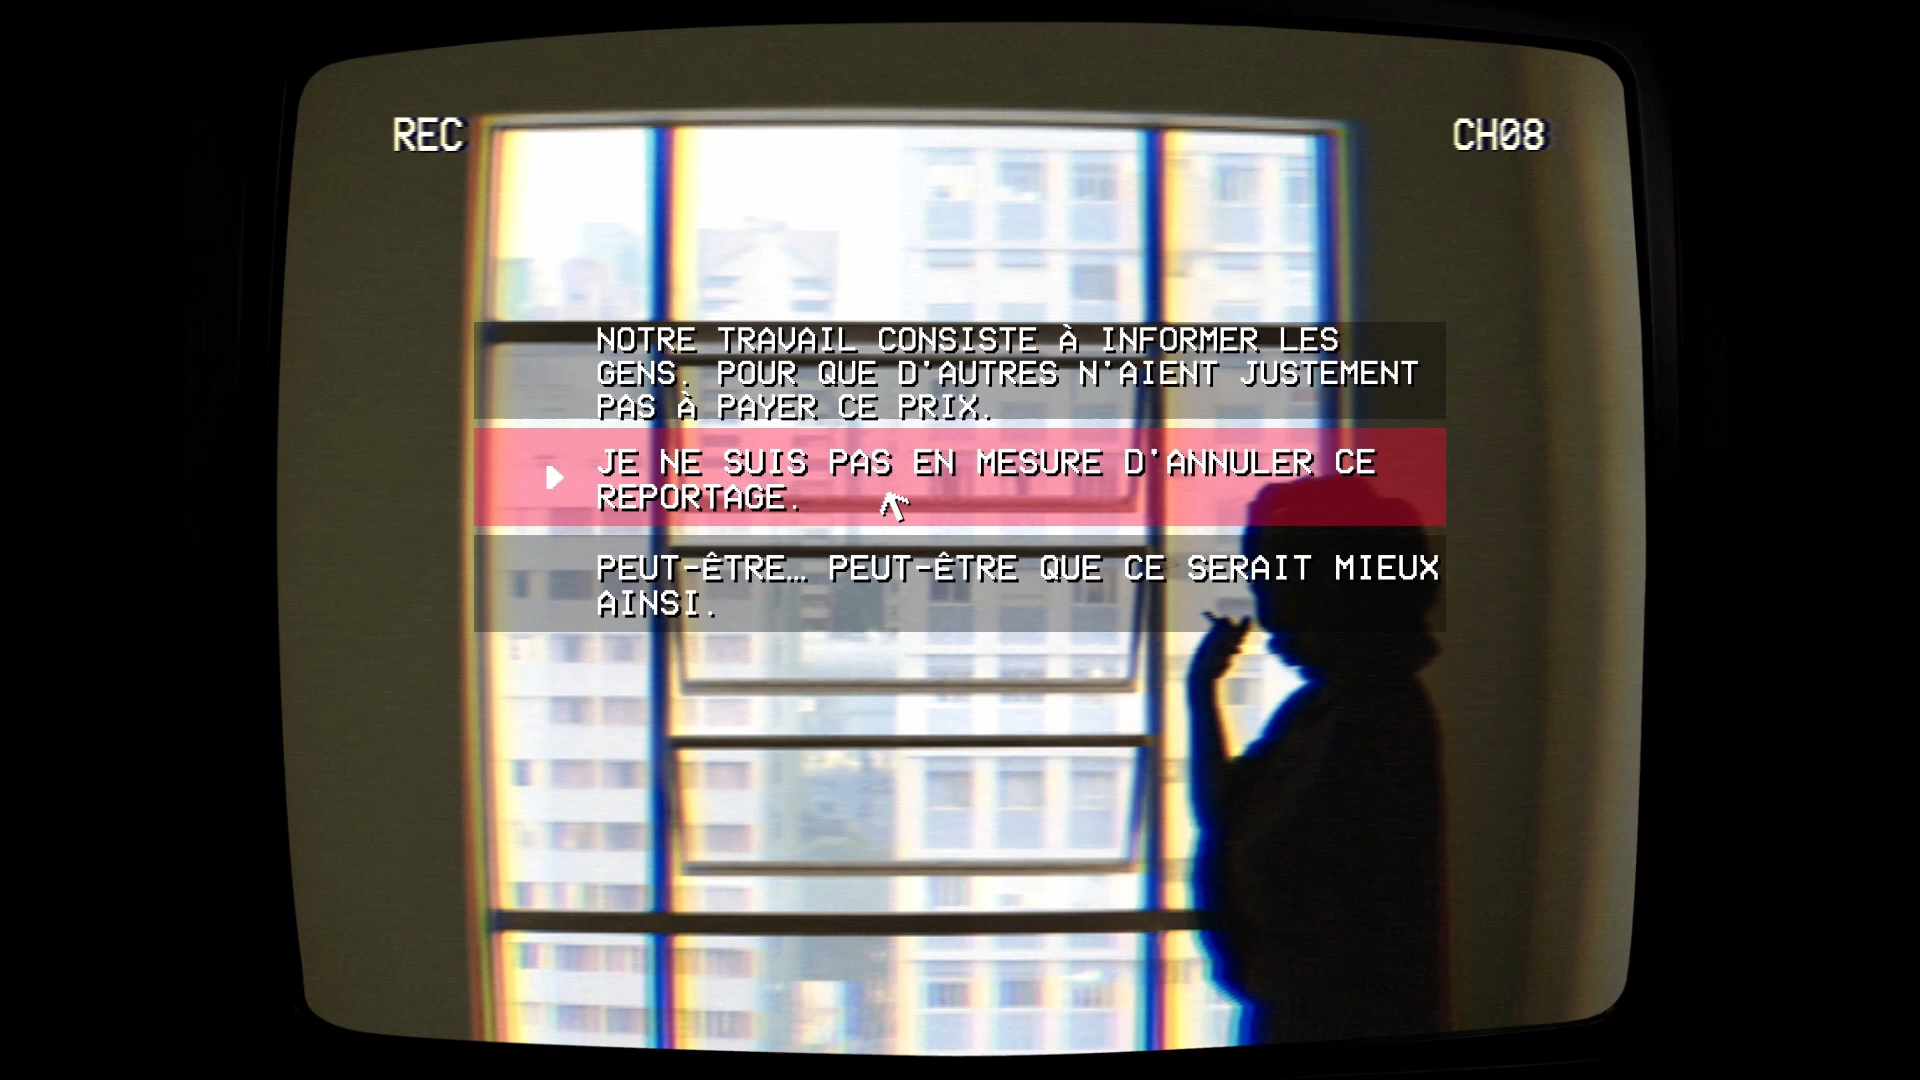 REC
CH08
NOTRE TRAVAIL CONSISTE À INFORMER LES
GENS. POUR QUE D'AUTRES N'AIENT JUSTEMENT
PAS À PAYER CE PRIX.
JE NE SUIS PAS EN MESURE D'ANNULER CE
REPORTAGE.
PEUT-ÊTRE… PEUT-ÊTRE QUE CE SERAIT MIEUX
AINSI.